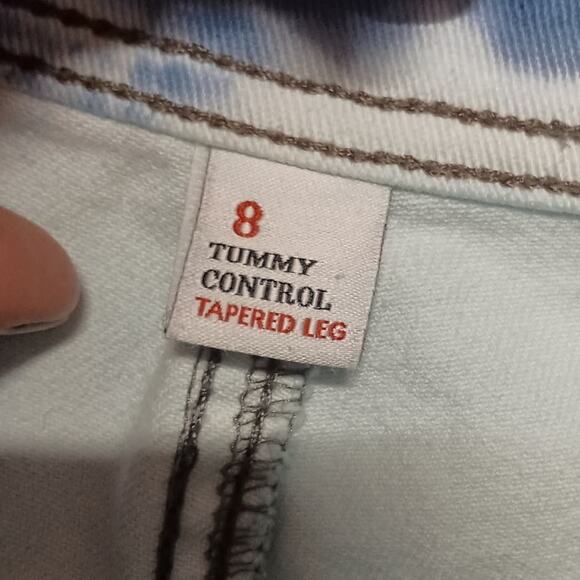 8
TUMMY
CONTROL
TAPERED LEG